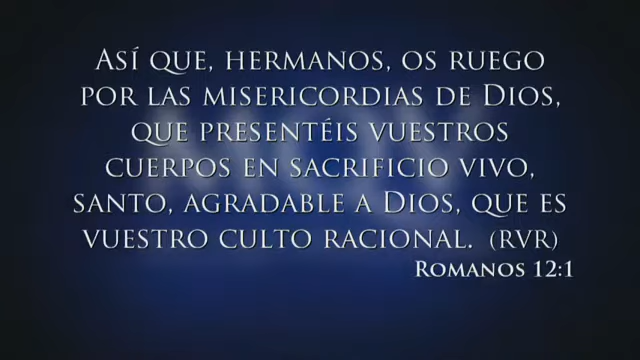 Así que, hermanos, os ruego
por las misericordias de Dios,
que presentéis vuestros
cuerpos en sacrificio vivo,
santo, agradable a Dios, que es
vuestro culto racional. (RVR)
Romanos 12:1